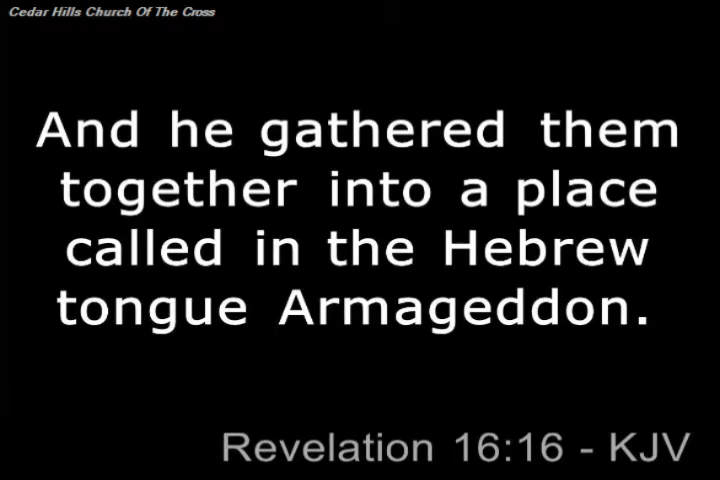 Cedar Hills Church Of The Cross
And he gathered them
together into a place
called in the Hebrew
tongue Armageddon.
Revelation 16:16 - KJV